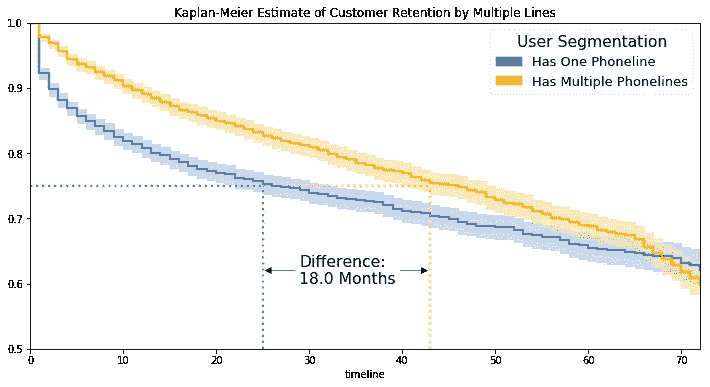 Kaplan-Meier Estimate of Customer Retention by Multiple Lines
1.0
0.9
0.8
0.7
0.6
0.5
User Segmentation
Has One Phoneline
Has Multiple Phonelines
Difference:
18.0 Months
0 10 20 30 40 50 60 70
timeline